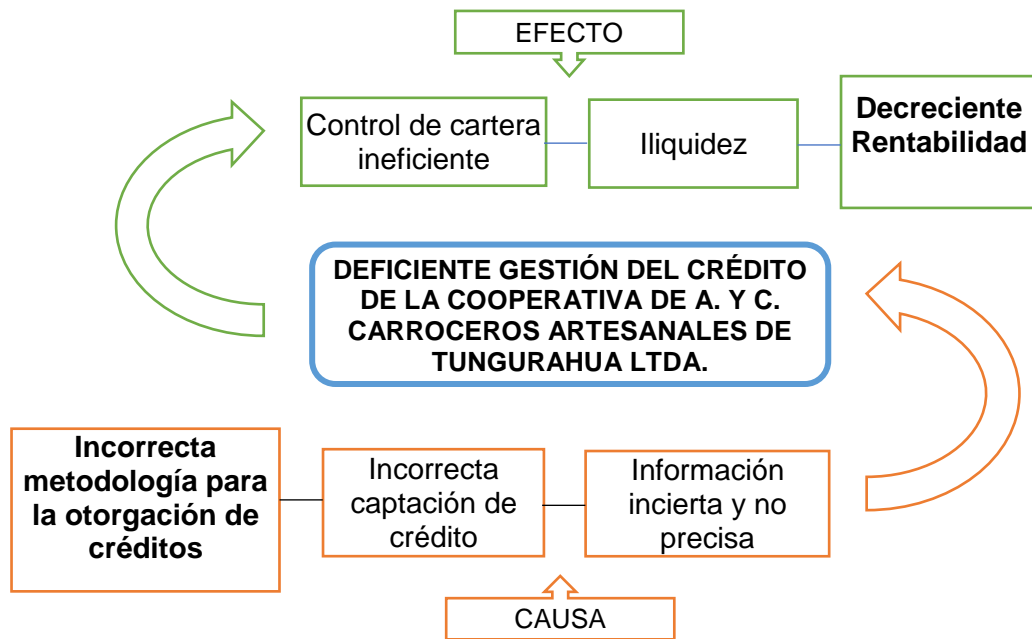 EFECTO
Control de cartera
ineficiente
Iliquidez
Decreciente
Rentabilidad
DEFICIENTE GESTIÓN DEL CRÉDITO
DE LA COOPERATIVA DE A. Y C.
CARROCEROS ARTESANALES DE
TUNGURAHUA LTDA.
Incorrecta
metodología para
la otorgación de
créditos
Incorrecta
captación de
crédito
Información
incierta y no
precisa
CAUSA